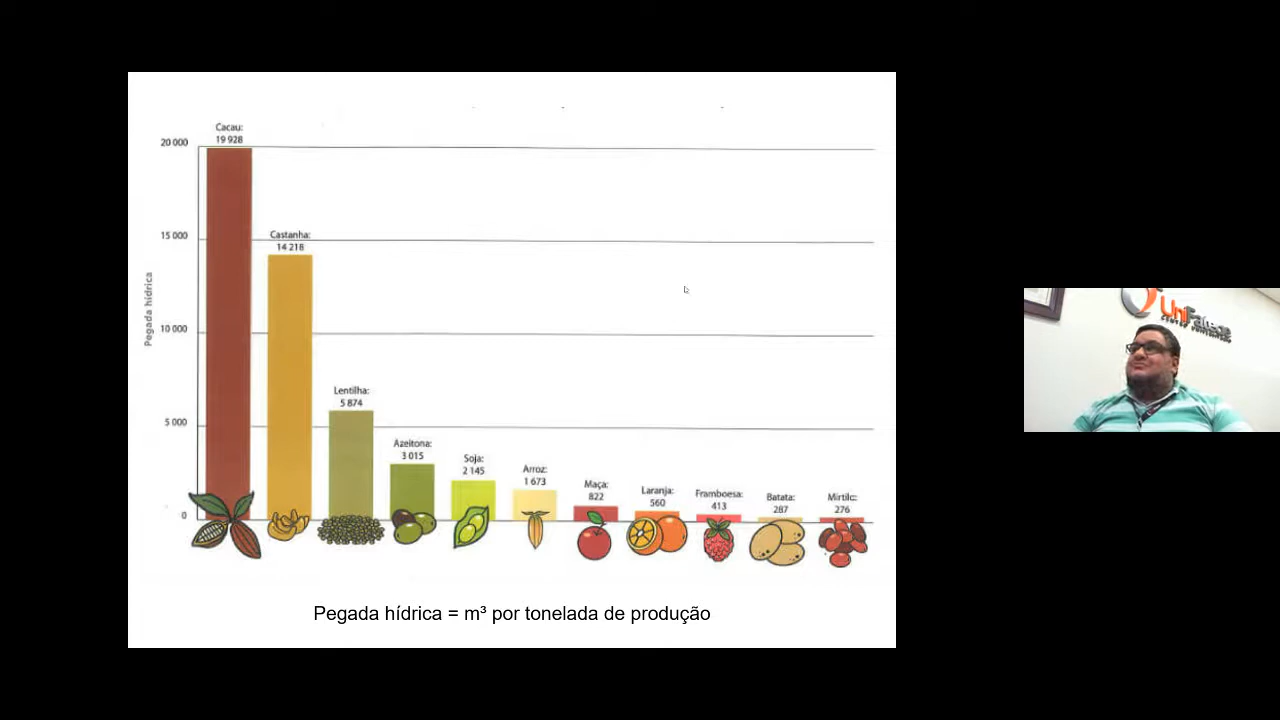 Cacau:
19 928
20 000
Castanha:
14 218
15 000
Pegada hídrica
10 000
Lentilha:
5 874
5 000
Azeitona:
3 015
Soja:
2 145
Arroz:
1 673
Maça:
822
Laranja:
560
Framboesa:
413
Batata:
287
Mirtilo:
276
0
Pegada hídrica = m³ por tonelada de produção
UniFatece